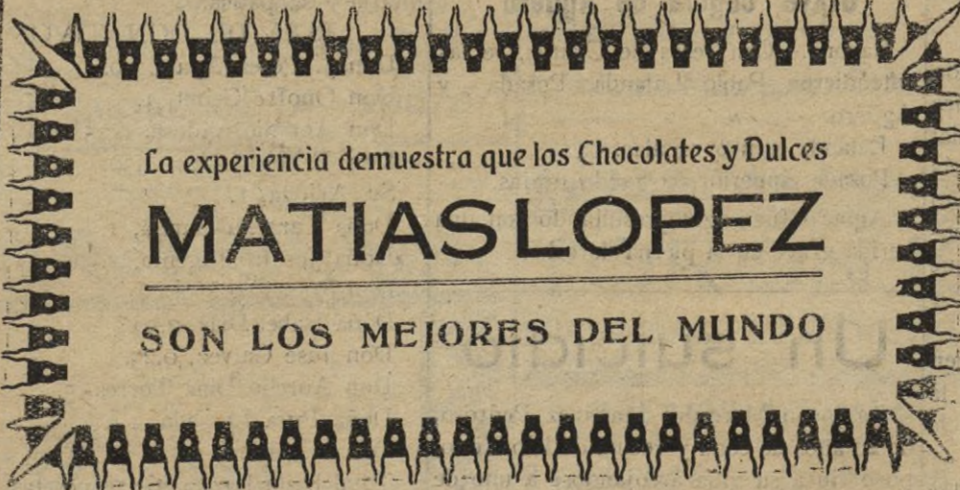 La experiencia demuestra que los Chocolates y Dulces
MATIAS LOPEZ
SON LOS MEJORES DEL MUNDO